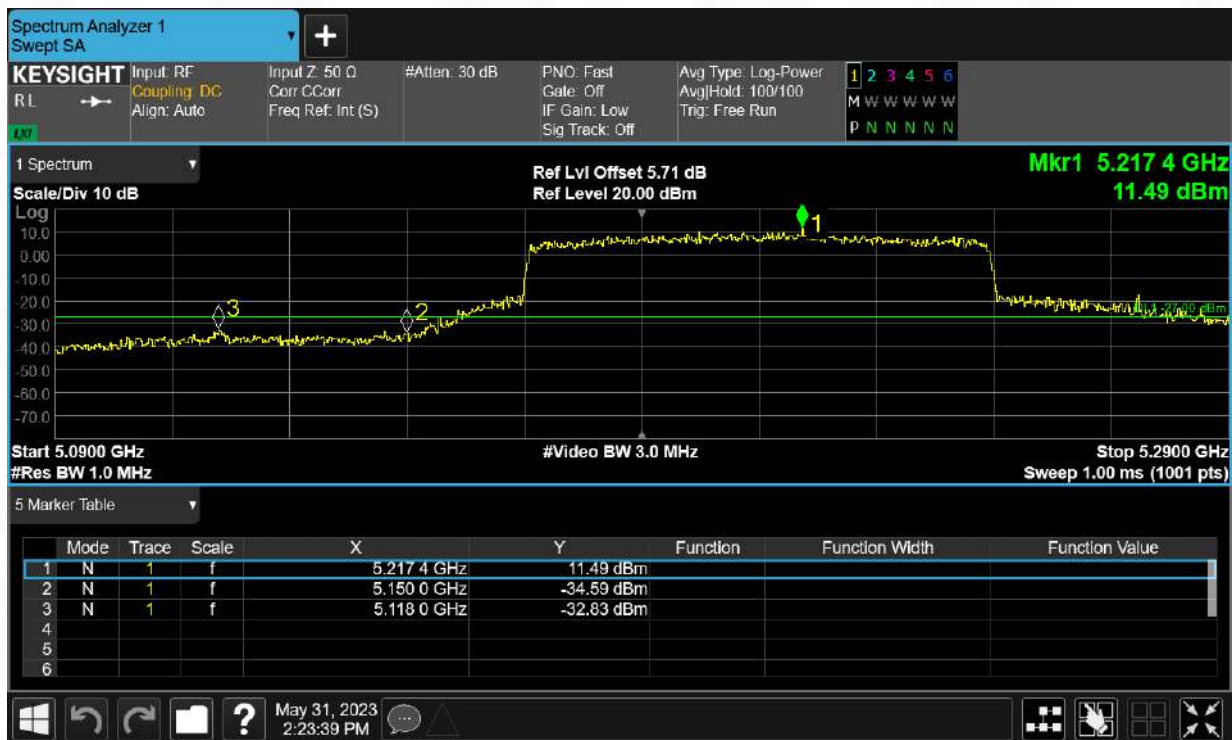 Spectrum Analyzer 1
Swept SA
+
KEYSIGHT
RL
LXI
Input: RF
Coupling: DC
Align: Auto
Input Z: 50 Ω
Corr CCorr
Freq Ref: Int (S)
#Atten: 30 dB
PNO: Fast
Gate: Off
IF Gain: Low
Sig Track: Off
Avg Type: Log-Power
Avg|Hold: 100/100
Trig: Free Run
1 2 3 4 5 6
M W W W W W
P N N N N N
1 Spectrum
Scale/Div 10 dB
Ref Lvl Offset 5.71 dB
Ref Level 20.00 dBm
Mkr1 5.217 4 GHz
11.49 dBm
Log
10.0
0.00
-10.0
-20.0
-30.0
-40.0
-50.0
-60.0
-70.0
1
2
3
DL1 -27.00 dBm
Start 5.0900 GHz
#Video BW 3.0 MHz
Stop 5.2900 GHz
#Res BW 1.0 MHz
Sweep 1.00 ms (1001 pts)
5 Marker Table
Mode Trace Scale X Y Function Function Width Function Value
1 N 1 f 5.217 4 GHz 11.49 dBm
2 N 1 f 5.150 0 GHz -34.59 dBm
3 N 1 f 5.118 0 GHz -32.83 dBm
4
5
6
?
May 31, 2023
2:23:39 PM